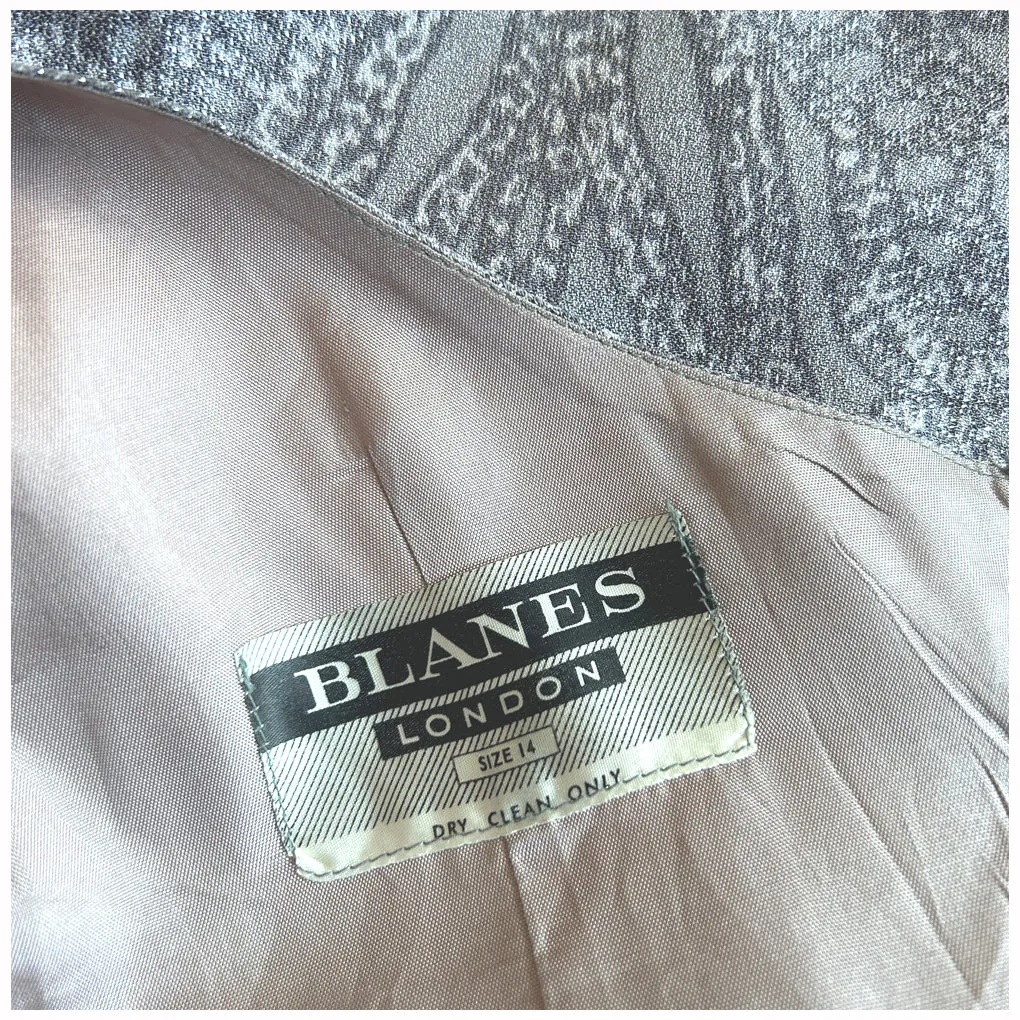 BLANES
LONDON
SIZE 14
DRY CLEAN ONLY